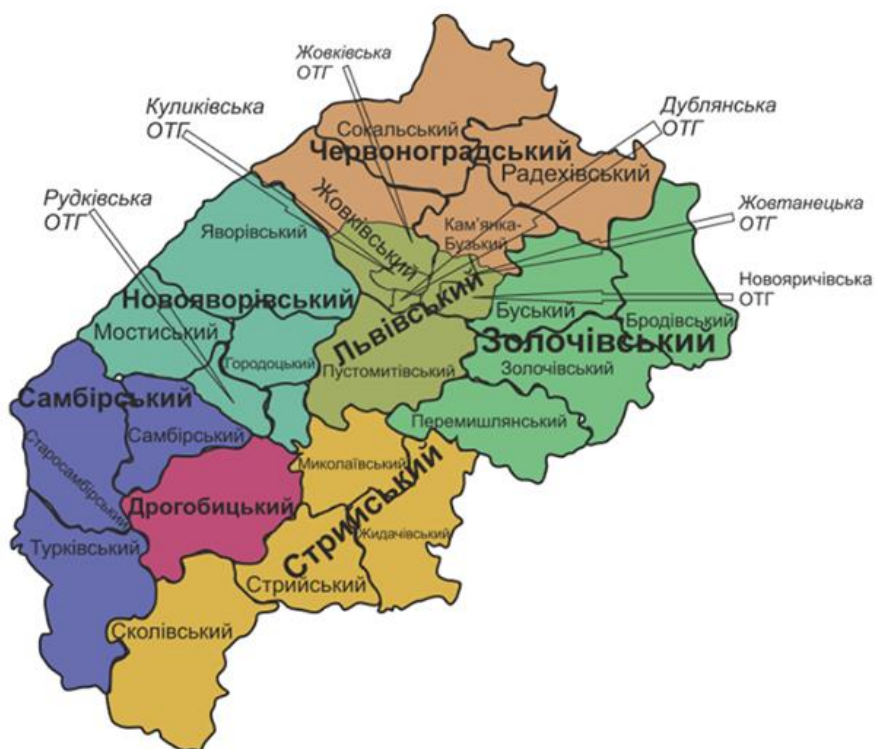 Жовківська
ОТГ
Куликівська
ОТГ
Дублянська
ОТГ
Сокальський
Червоноградський
Радехівський
Рудківська
ОТГ
Жовківський
Кам'янка-
Бузький
Жовтанецька
ОТГ
Яворівський
Новояричівська
ОТГ
Новояворівський
Львівський
Буський
Бродівський
Мостиський
Золочівський
Городоцький
Пустомитівський
Золочівський
Самбірський
Перемишлянський
Самбірський
Старосамбірський
Миколаївський
Дрогобицький
Стрийський
Жидачівський
Турківський
Стрийський
Сколівський